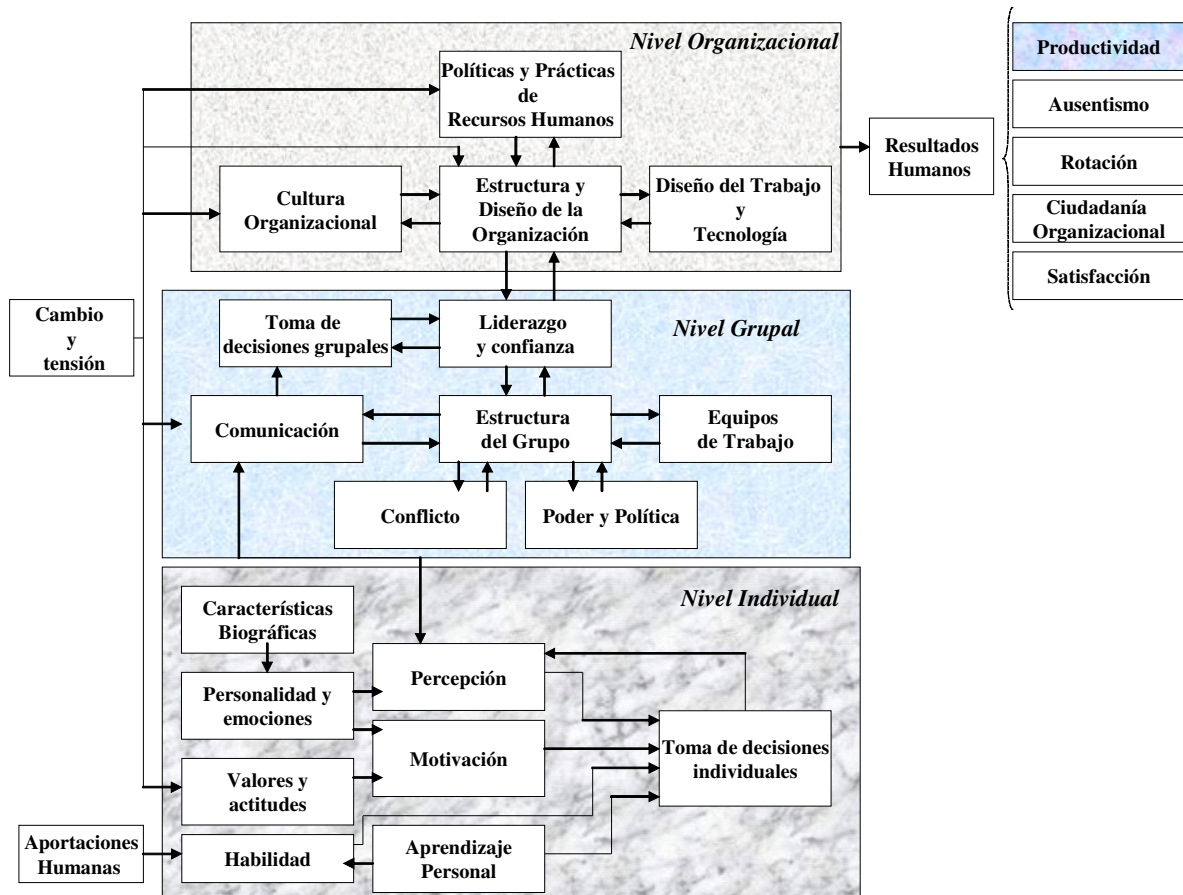 Nivel Organizacional
Políticas y Prácticas
de
Recursos Humanos
Cultura
Organizacional
Estructura y
Diseño de la
Organización
Diseño del Trabajo
y
Tecnología
Resultados
Humanos
Productividad
Ausentismo
Rotación
Ciudadanía
Organizacional
Satisfacción
Cambio
y
tensión
Nivel Grupal
Toma de
decisiones grupales
Liderazgo
y confianza
Comunicación
Estructura
del Grupo
Equipos
de Trabajo
Conflicto
Poder y Política
Nivel Individual
Características
Biográficas
Personalidad y
emociones
Percepción
Motivación
Valores y
actitudes
Toma de decisiones
individuales
Aportaciones
Humanas
Habilidad
Aprendizaje
Personal